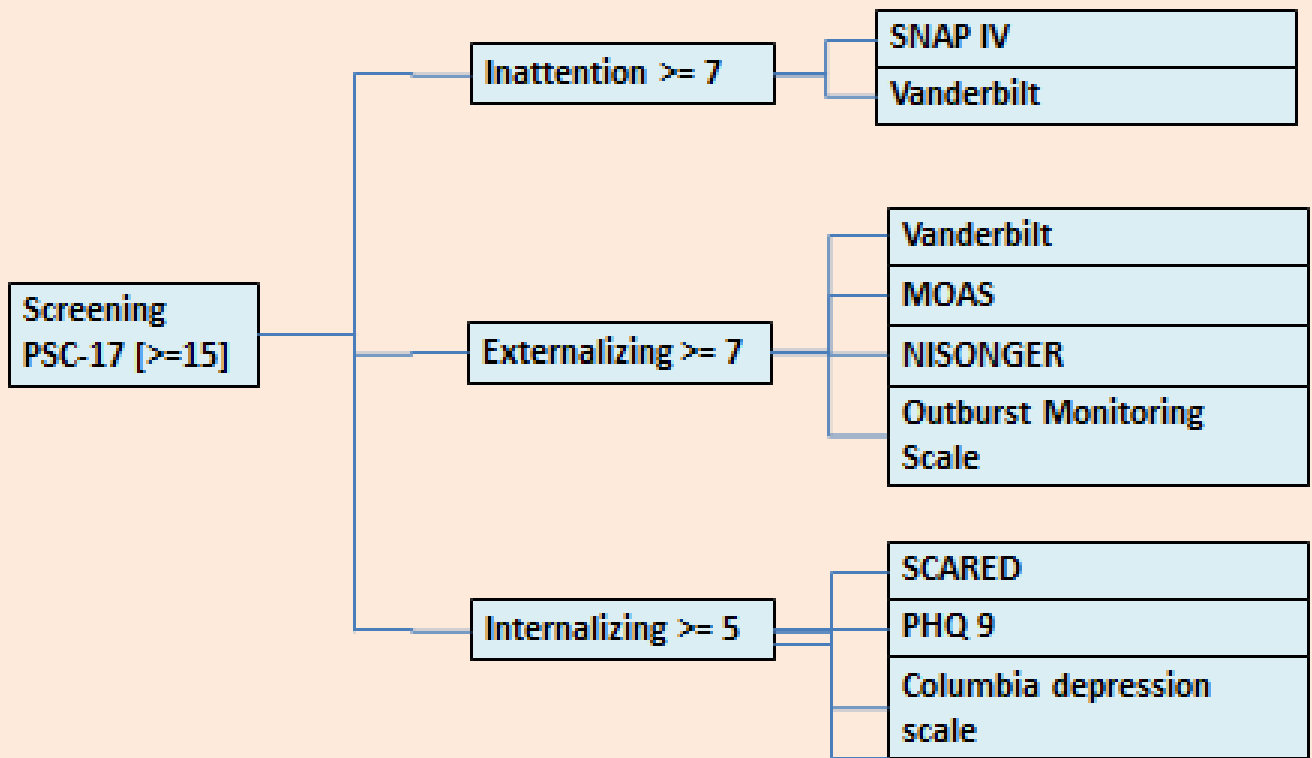 Screening
PSC-17 [>=15]
Inattention >= 7
SNAP IV
Vanderbilt
Externalizing >= 7
Vanderbilt
MOAS
NISONGER
Outburst Monitoring
Scale
Internalizing >= 5
SCARED
PHQ 9
Columbia depression
scale